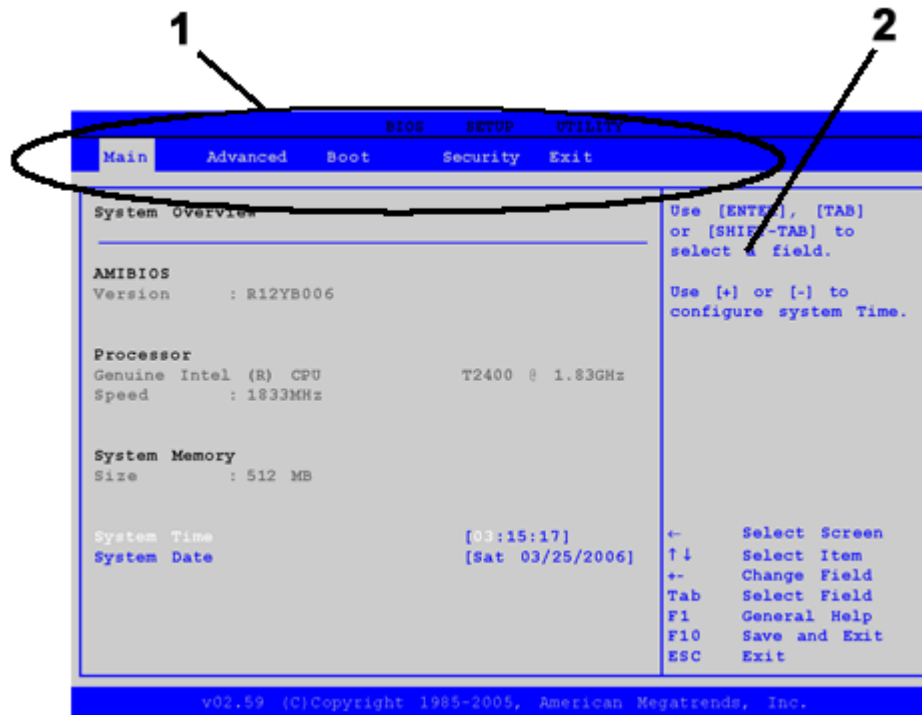 1
2
BIOS SETUP UTILITY
Main Advanced Boot Security Exit
System Overview
Use [ENTER], [TAB]
or [SHIFT-TAB] to
select a field.
Use [+] or [-] to
configure system Time.
AMIBIOS
Version : R12YB006
Processor
Genuine Intel (R) CPU T2400 @ 1.83GHz
Speed : 1833MHz
System Memory
Size : 512 MB
System Time [03:15:17]
System Date [Sat 03/25/2006]
← Select Screen
↑↓ Select Item
+- Change Field
Tab Select Field
F1 General Help
F10 Save and Exit
ESC Exit
v02.59 (C)Copyright 1985-2005, American Megatrends, Inc.